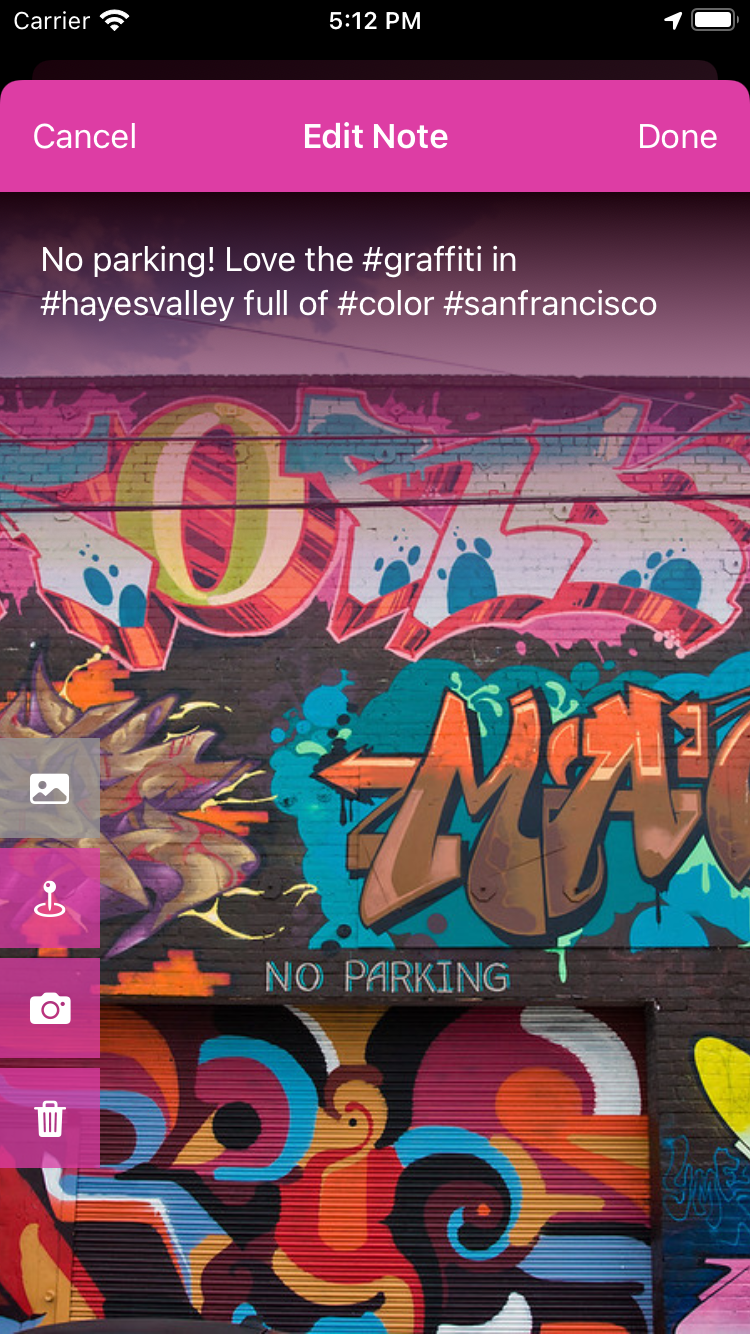 Carrier 5:12 PM
Cancel Edit Note Done
No parking! Love the #graffiti in
#hayesvalley full of #color #sanfrancisco
NO PARKING